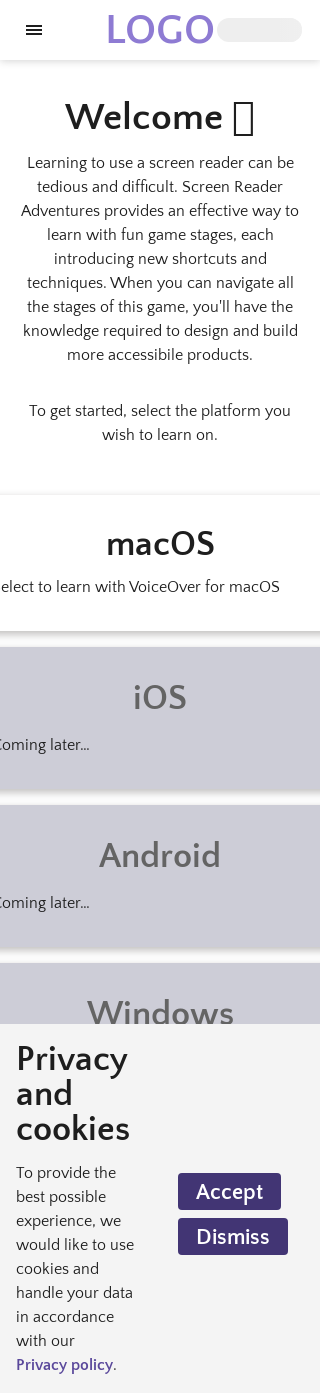 LOGO
Welcome
Learning to use a screen reader can be
tedious and difficult. Screen Reader
Adventures provides an effective way to
learn with fun game stages, each
introducing new shortcuts and
techniques. When you can navigate all
the stages of this game, you'll have the
knowledge required to design and build
more accessibile products.
To get started, select the platform you
wish to learn on.
macOS
elect to learn with VoiceOver for macOS
iOS
Coming later...
Android
Coming later...
Windows
Privacy
and
cookies
To provide the
best possible
experience, we
would like to use
cookies and
handle your data
in accordance
with our
Privacy policy.
Accept
Dismiss